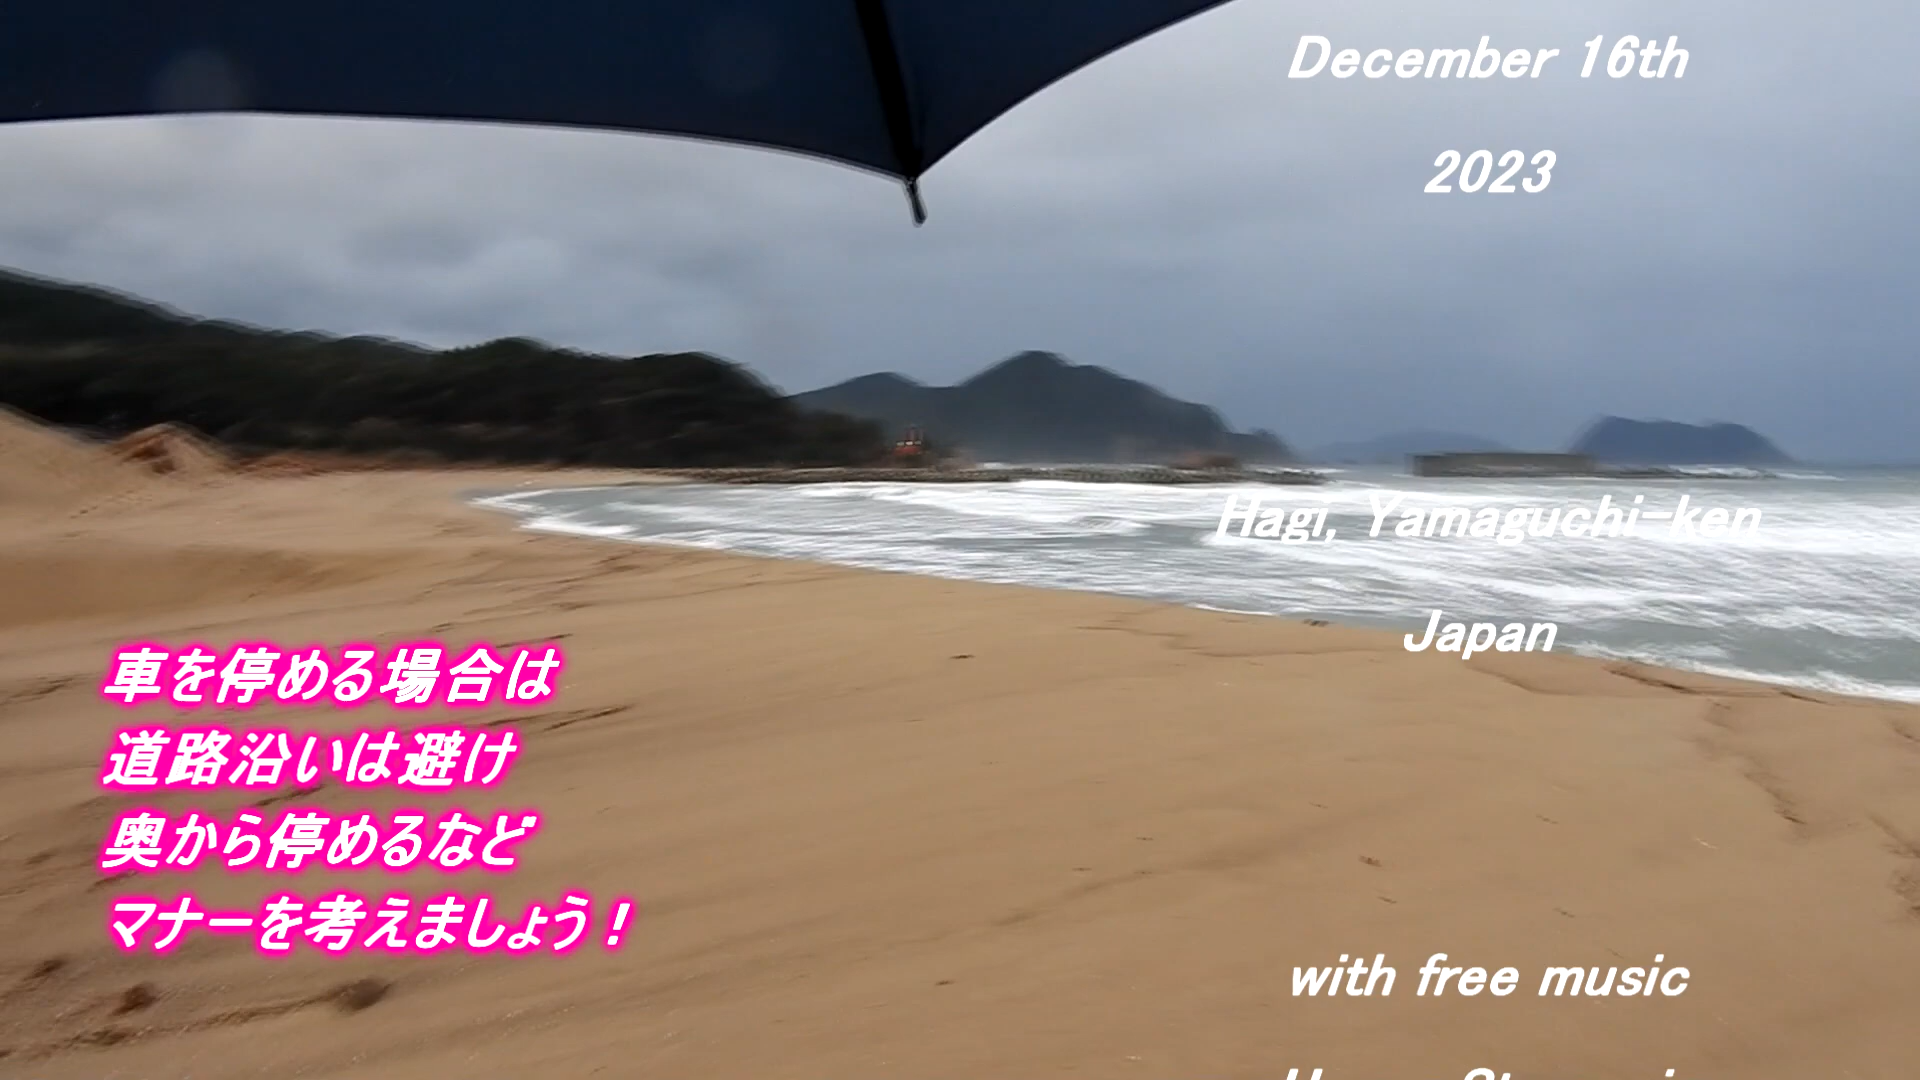 December 16th
2023
Hagi, Yamaguchi-ken
Japan
車を停める場合は
道路沿いは避け
奥から停めるなど
マナーを考えましょう！
with free music